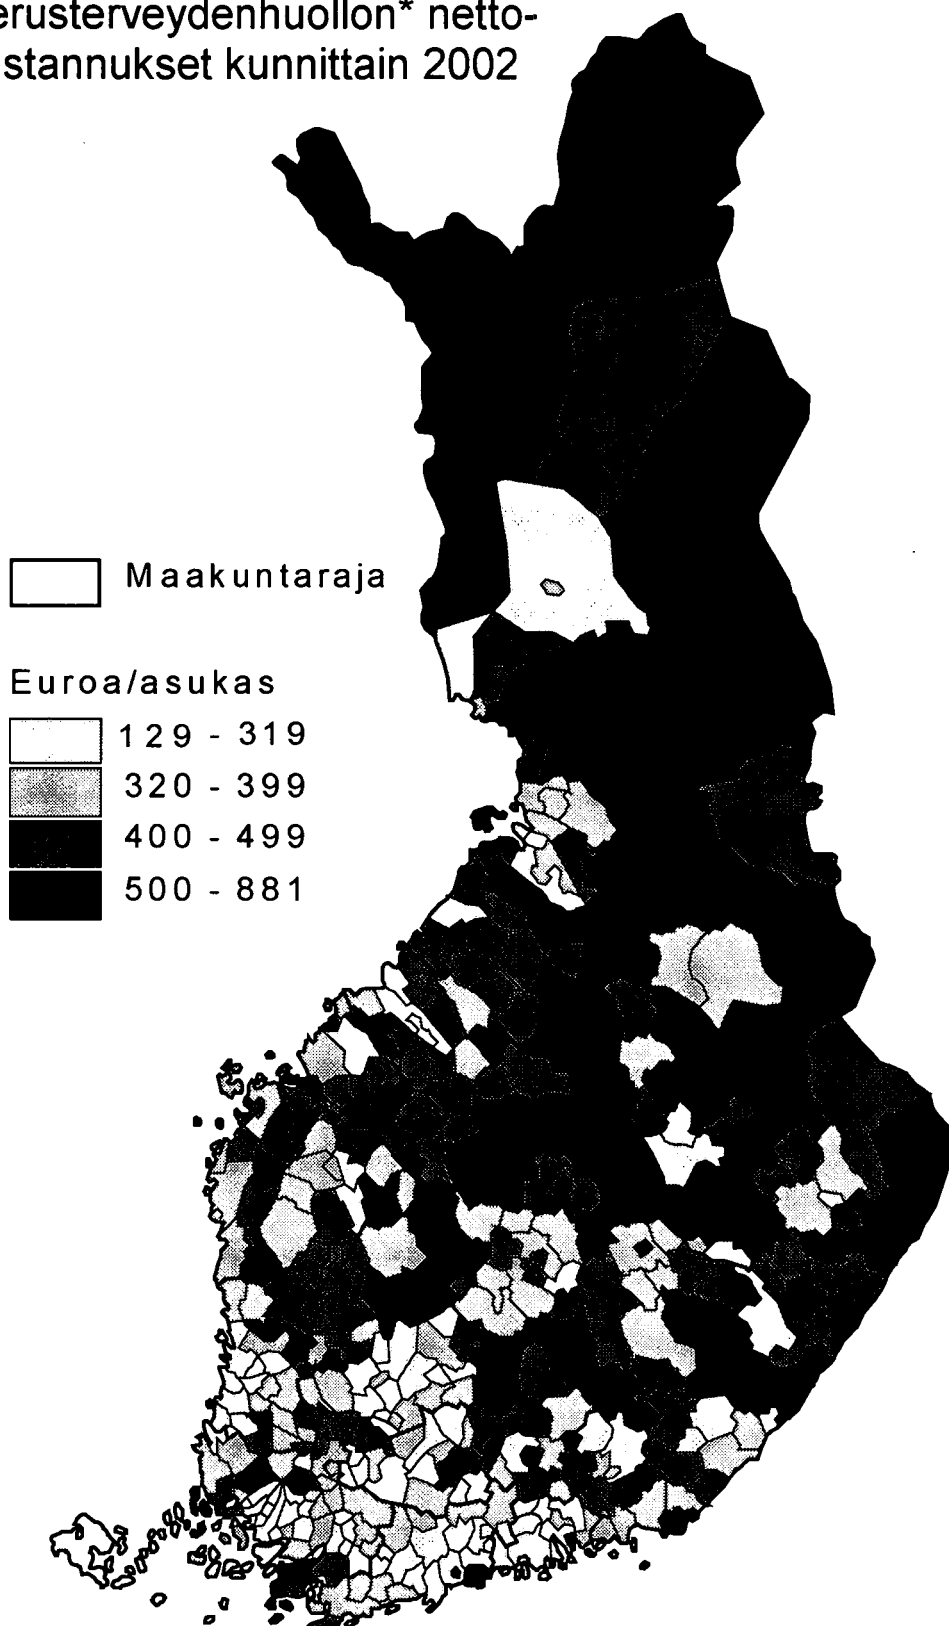 erusterveydenhuollon* netto-
stannukset kunnittain 2002
Maakuntaraja
Euroa/asukas
129 - 319
320 - 399
400 - 499
500 - 881